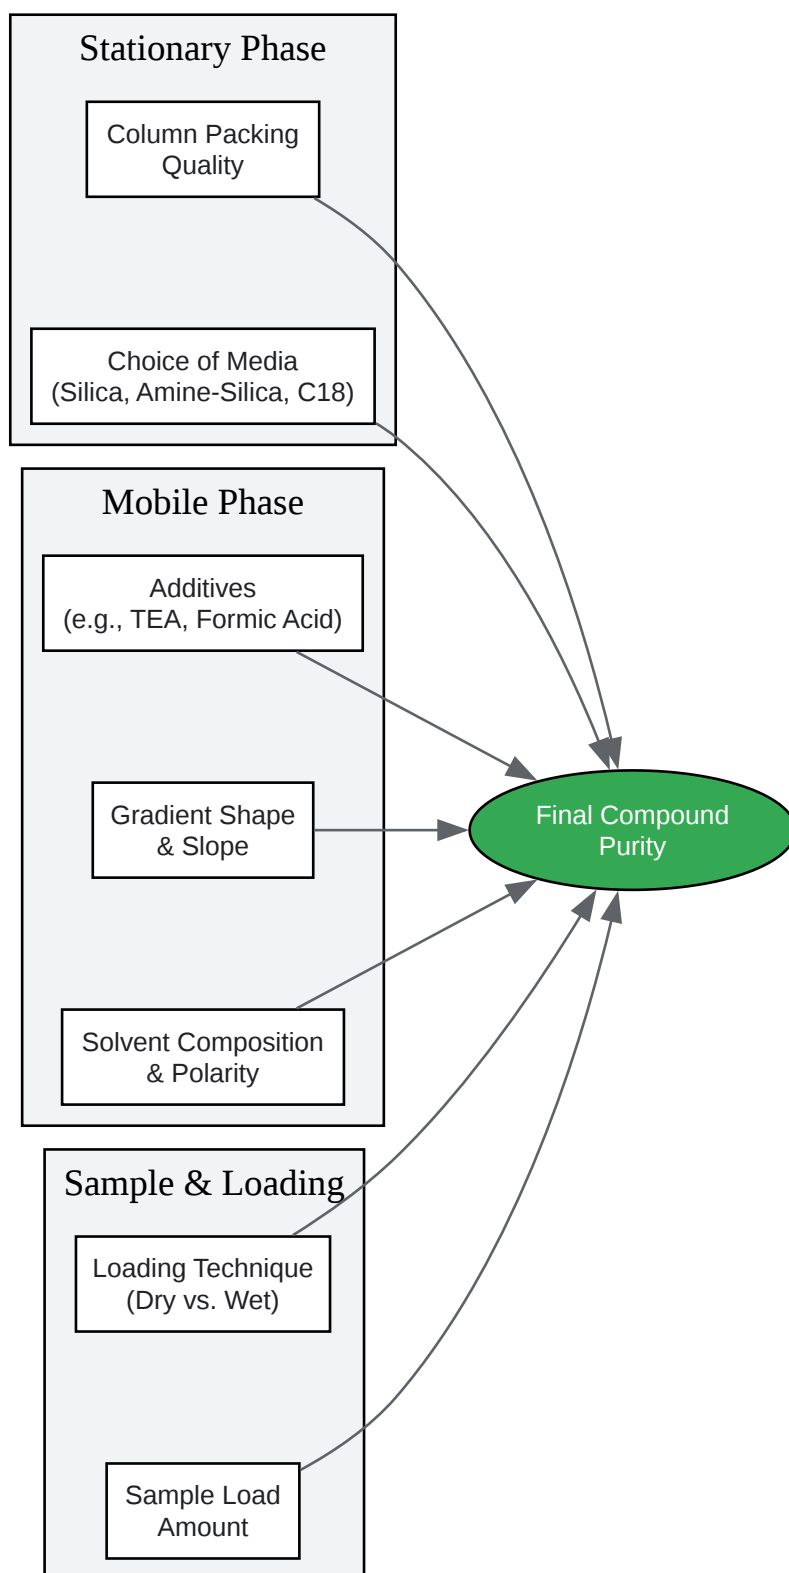 Stationary Phase
Column Packing
Quality
Choice of Media
(Silica, Amine-Silica, C18)
Mobile Phase
Additives
(e.g., TEA, Formic Acid)
Gradient Shape
& Slope
Solvent Composition
& Polarity
Final Compound
Purity
Sample & Loading
Loading Technique
(Dry vs. Wet)
Sample Load
Amount